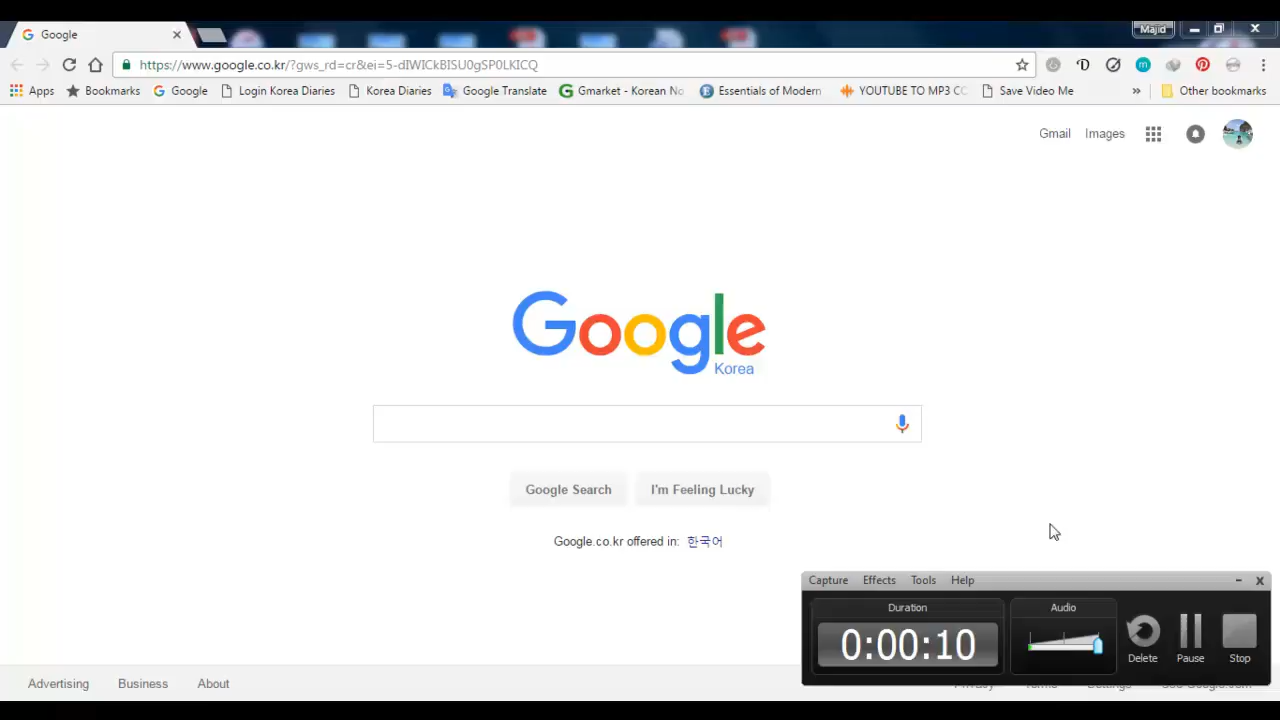 Google
Majid
https://www.google.co.kr/?gws_rd=cr&ei=5-dIWICkBISU0gSP0LKICQ
Apps Bookmarks Google Login Korea Diaries Korea Diaries Google Translate Gmarket - Korean No Essentials of Modern YOUTUBE TO MP3 CC Save Video Me » Other bookmarks
Gmail Images
Google
Korea
Google Search I'm Feeling Lucky
Google.co.kr offered in: 한국어
Capture Effects Tools Help
Duration Audio
0:00:10
Delete Pause Stop
Advertising Business About